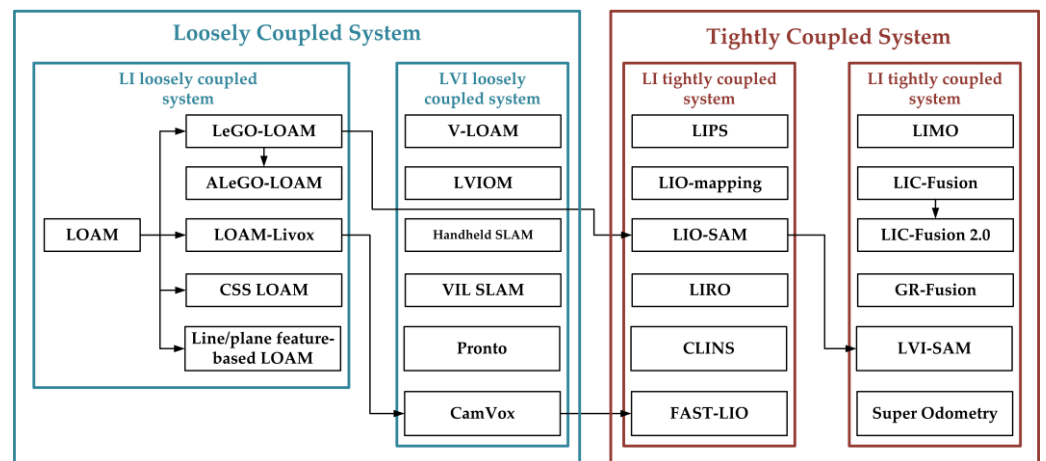 Loosely Coupled System
LI loosely coupled
system
LOAM
LeGO-LOAM
ALeGO-LOAM
LOAM-Livox
CSS LOAM
Line/plane feature-
based LOAM
LVI loosely
coupled system
V-LOAM
LVIOM
Handheld SLAM
VIL SLAM
Pronto
CamVox
Tightly Coupled System
LI tightly coupled
system
LIPS
LIO-mapping
LIO-SAM
LIRO
CLINS
FAST-LIO
LI tightly coupled
system
LIMO
LIC-Fusion
LIC-Fusion 2.0
GR-Fusion
LVI-SAM
Super Odometry